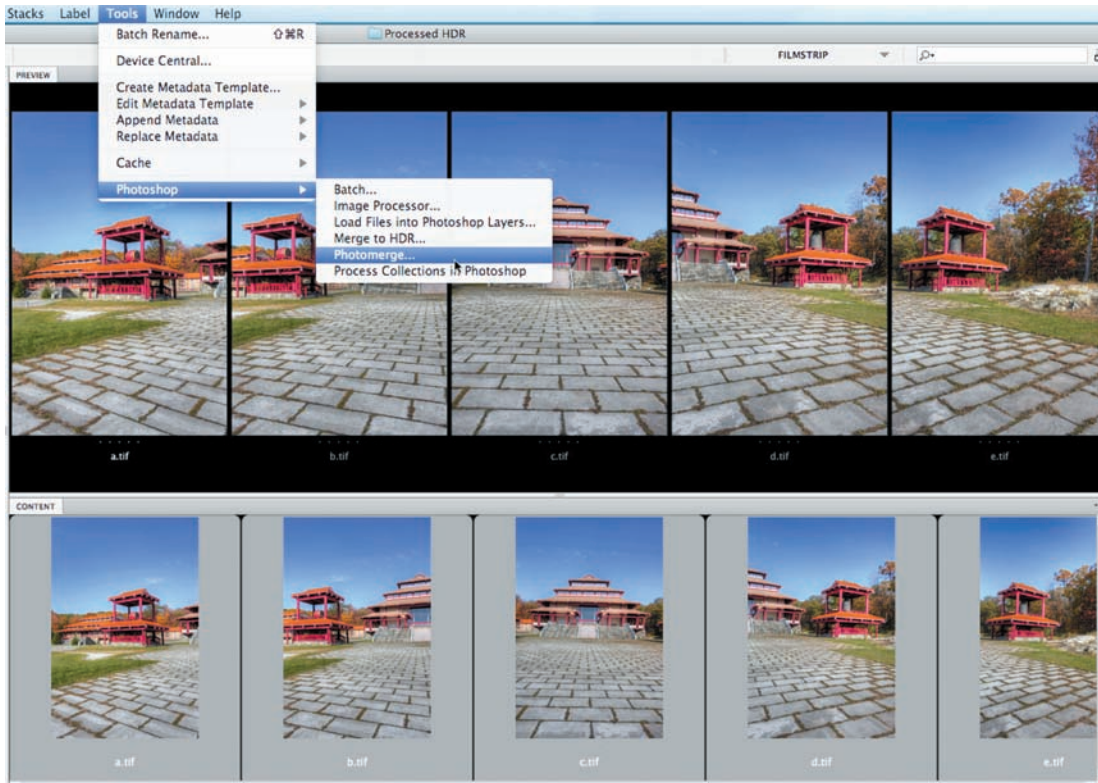 Stacks Label Tools Window Help
Processed HDR
Batch Rename... ⇧⌘R
FILMSTRIP
Device Central...
PREVIEW
Create Metadata Template...
Edit Metadata Template
Append Metadata
Replace Metadata
Cache
Photoshop
Batch...
Image Processor...
Load Files into Photoshop Layers...
Merge to HDR...
Photomerge...
Process Collections in Photoshop
a.tif b.tif c.tif d.tif e.tif
CONTENT
a.tif b.tif c.tif d.tif e.tif